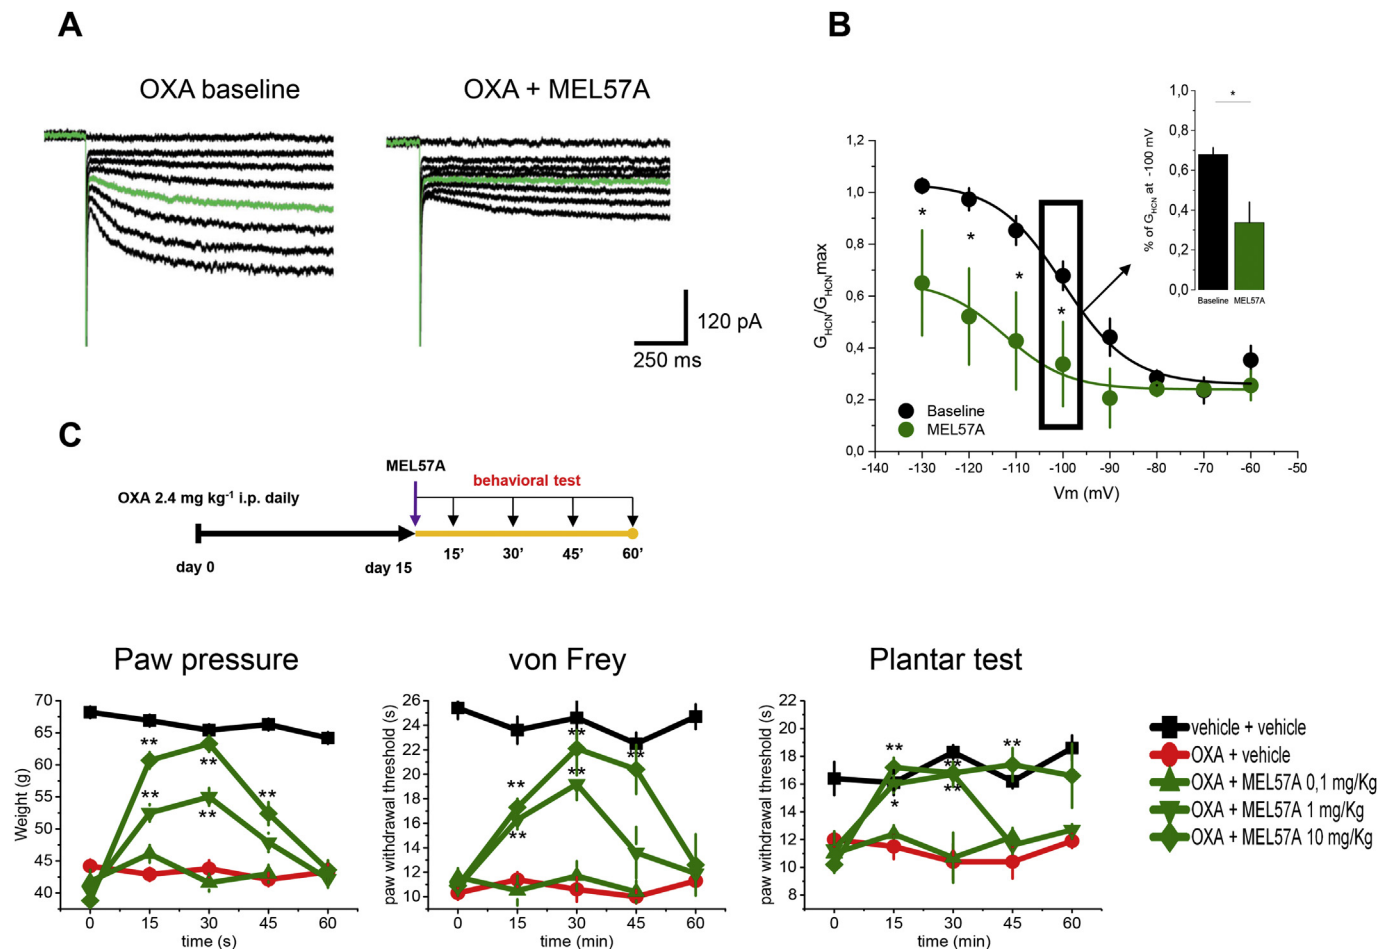 A
OXA baseline
OXA + MEL57A
120 pA
250 ms
B
1,0
0,8
0,6
0,4
0,2
0,0
% of GHCN at -100 mV
*
Baseline
MEL57A
1,2
1,0
0,8
0,6
0,4
0,2
0,0
GHCN/GHCNmax
*
*
*
*
Baseline
MEL57A
-140
-130
-120
-110
-100
-90
-80
-70
-60
-50
Vm (mV)
C
MEL57A
behavioral test
OXA 2.4 mg kg-1 i.p. daily
day 0
day 15
15’
30’
45’
60’
Paw pressure
70
65
60
55
50
45
40
Weight (g)
**
**
**
**
**
0
15
30
45
60
time (s)
von Frey
26
24
22
20
18
16
14
12
10
paw withdrawal threshold (s)
**
**
**
**
**
0
15
30
45
60
time (min)
Plantar test
22
20
18
16
14
12
10
8
paw withdrawal threshold (s)
**
*
**
**
**
0
15
30
45
60
time (min)
vehicle + vehicle
OXA + vehicle
OXA + MEL57A 0,1 mg/Kg
OXA + MEL57A 1 mg/Kg
OXA + MEL57A 10 mg/Kg